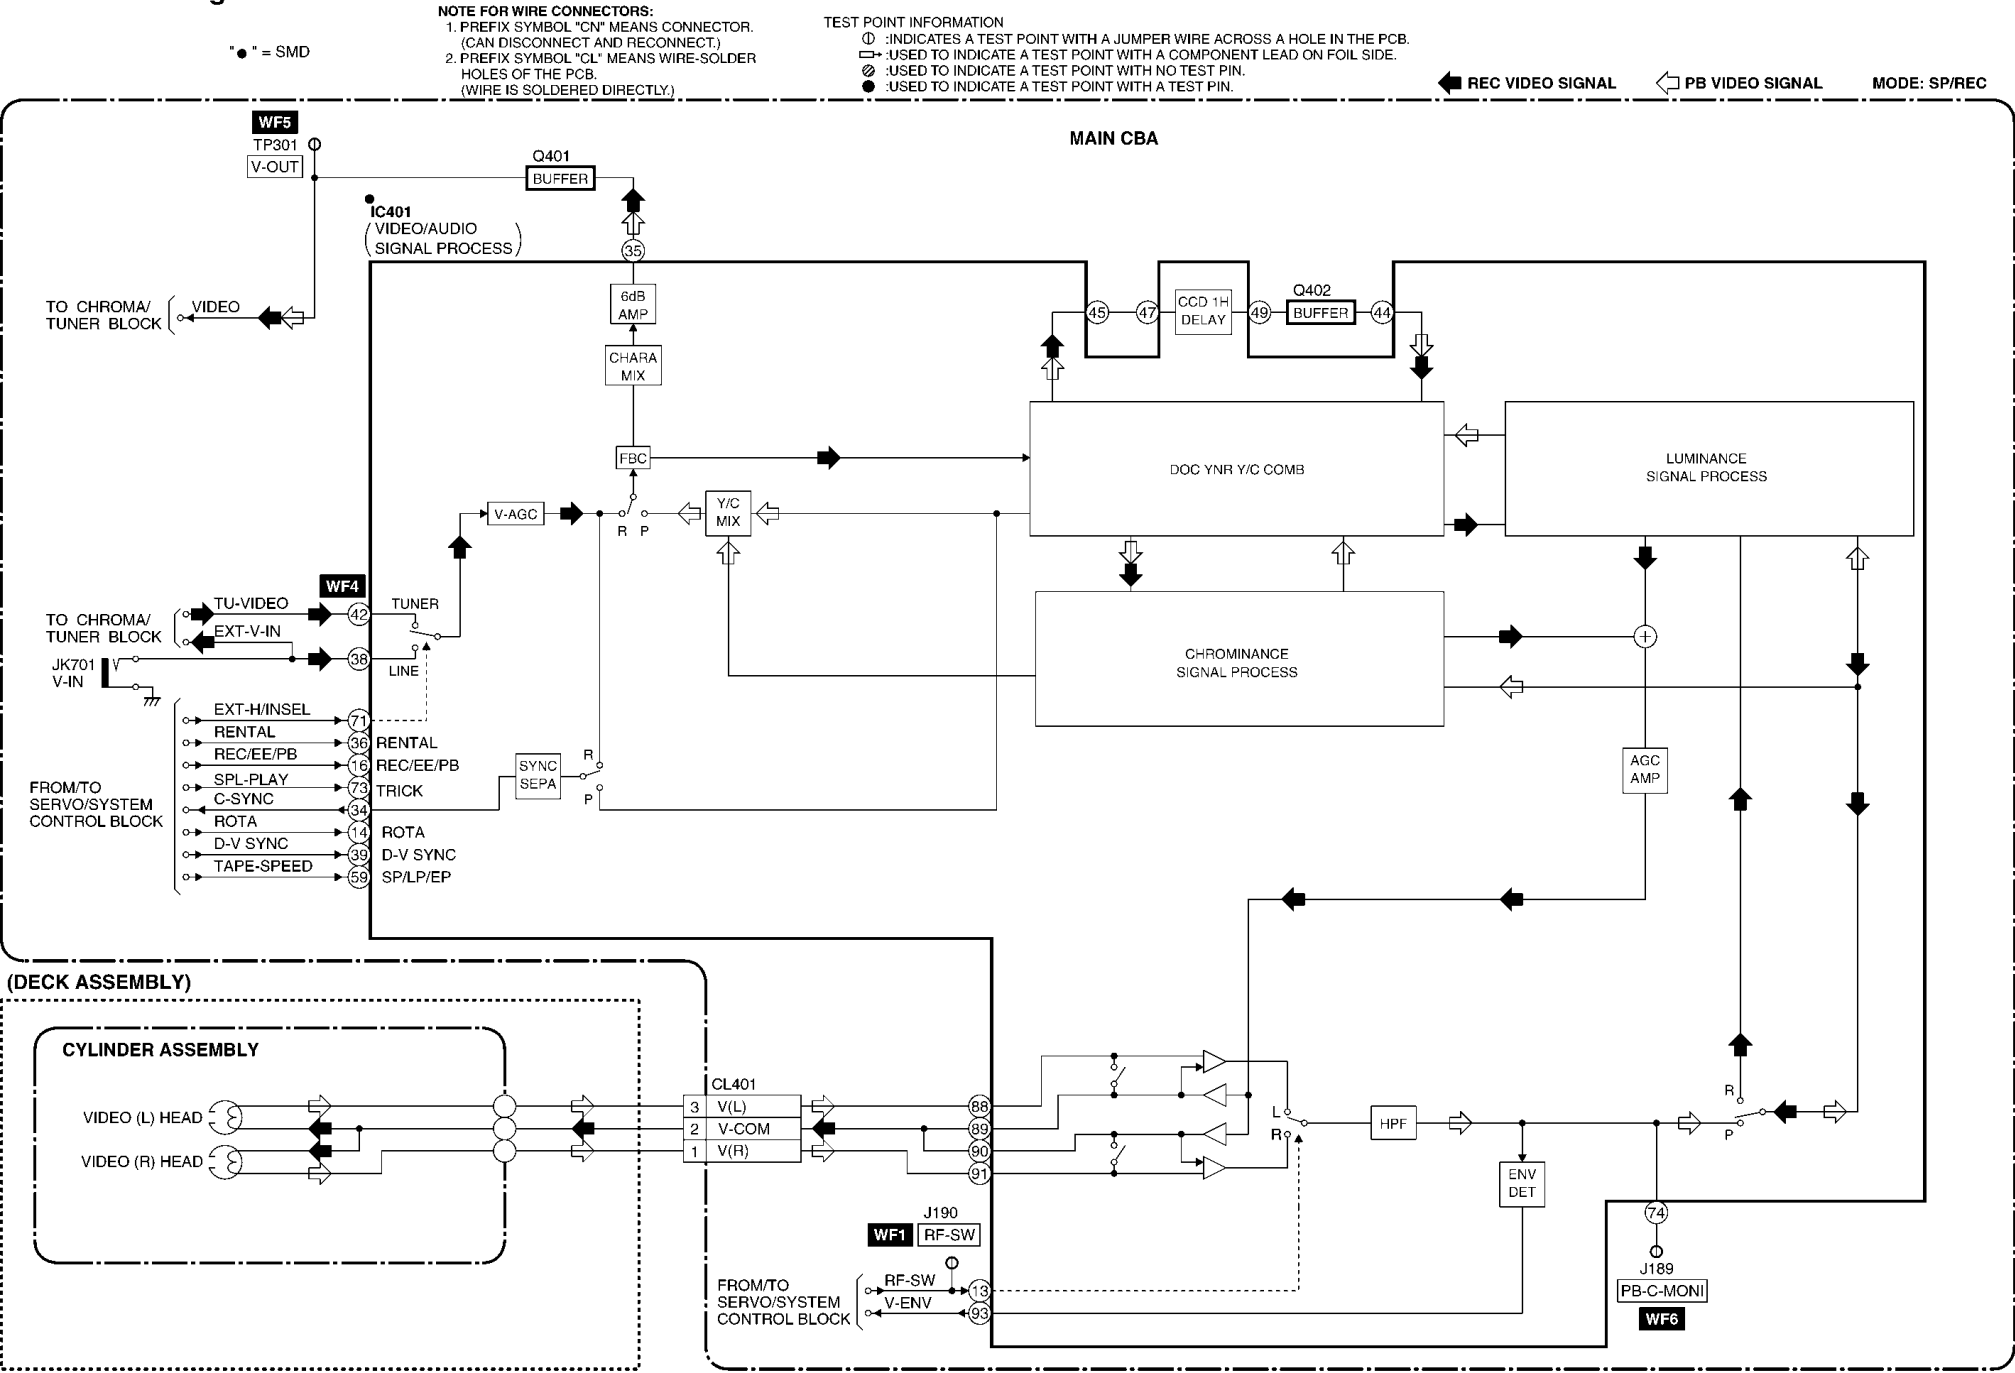 "●" = SMD
NOTE FOR WIRE CONNECTORS:
1. PREFIX SYMBOL "CN" MEANS CONNECTOR.
(CAN DISCONNECT AND RECONNECT.)
2. PREFIX SYMBOL "CL" MEANS WIRE-SOLDER
HOLES OF THE PCB.
(WIRE IS SOLDERED DIRECTLY.)
TEST POINT INFORMATION
:INDICATES A TEST POINT WITH A JUMPER WIRE ACROSS A HOLE IN THE PCB.
:USED TO INDICATE A TEST POINT WITH A COMPONENT LEAD ON FOIL SIDE.
:USED TO INDICATE A TEST POINT WITH NO TEST PIN.
:USED TO INDICATE A TEST POINT WITH A TEST PIN.
REC VIDEO SIGNAL
PB VIDEO SIGNAL
MODE: SP/REC
MAIN CBA
WF5
TP301
V-OUT
Q401
BUFFER
IC401
(VIDEO/AUDIO
SIGNAL PROCESS)
35
6dB
AMP
CHARA
MIX
FBC
TO CHROMA/
TUNER BLOCK
VIDEO
45
47
CCD 1H
DELAY
49
Q402
BUFFER
44
DOC YNR Y/C COMB
LUMINANCE
SIGNAL PROCESS
V-AGC
R P
Y/C
MIX
WF4
TO CHROMA/
TUNER BLOCK
TU-VIDEO
42
TUNER
EXT-V-IN
JK701
V-IN
38
LINE
CHROMINANCE
SIGNAL PROCESS
+
FROM/TO
SERVO/SYSTEM
CONTROL BLOCK
EXT-H/INSEL
71
RENTAL
36
RENTAL
REC/EE/PB
16
REC/EE/PB
SPL-PLAY
73
TRICK
C-SYNC
34
ROTA
14
ROTA
D-V SYNC
39
D-V SYNC
TAPE-SPEED
59
SP/LP/EP
SYNC
SEPA
R
P
AGC
AMP
(DECK ASSEMBLY)
CYLINDER ASSEMBLY
VIDEO (L) HEAD
VIDEO (R) HEAD
CL401
3 V(L)
2 V-COM
1 V(R)
88
89
90
91
L
R
HPF
ENV
DET
R
P
74
J189
PB-C-MONI
WF6
J190
WF1
RF-SW
FROM/TO
SERVO/SYSTEM
CONTROL BLOCK
RF-SW
13
V-ENV
93